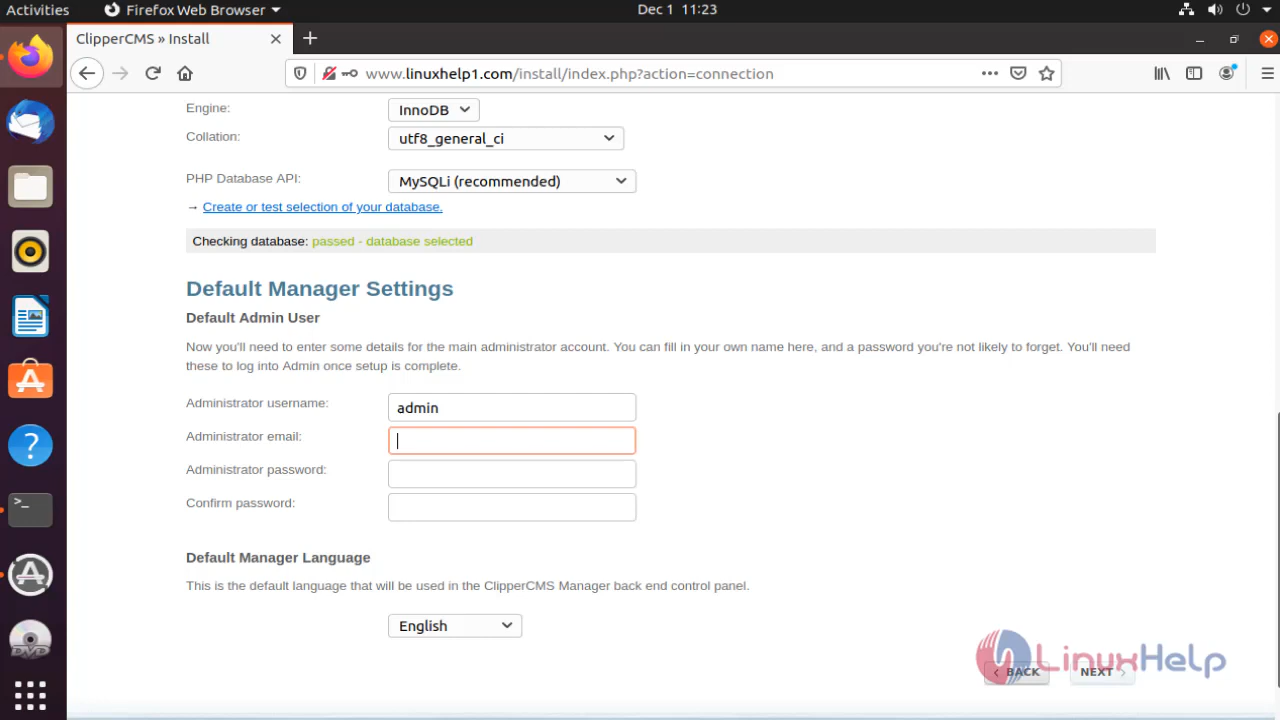 Activities
Firefox Web Browser
Dec 1 11:23
ClipperCMS » Install
www.linuxhelp1.com/install/index.php?action=connection
Engine:
InnoDB
Collation:
utf8_general_ci
PHP Database API:
MySQLi (recommended)
→ Create or test selection of your database.
Checking database: passed - database selected
Default Manager Settings
Default Admin User
Now you'll need to enter some details for the main administrator account. You can fill in your own name here, and a password you're not likely to forget. You'll need
these to log into Admin once setup is complete.
Administrator username:
admin
Administrator email:
Administrator password:
Confirm password:
Default Manager Language
This is the default language that will be used in the ClipperCMS Manager back end control panel.
English
LinuxHelp
BACK
NEXT
DVD